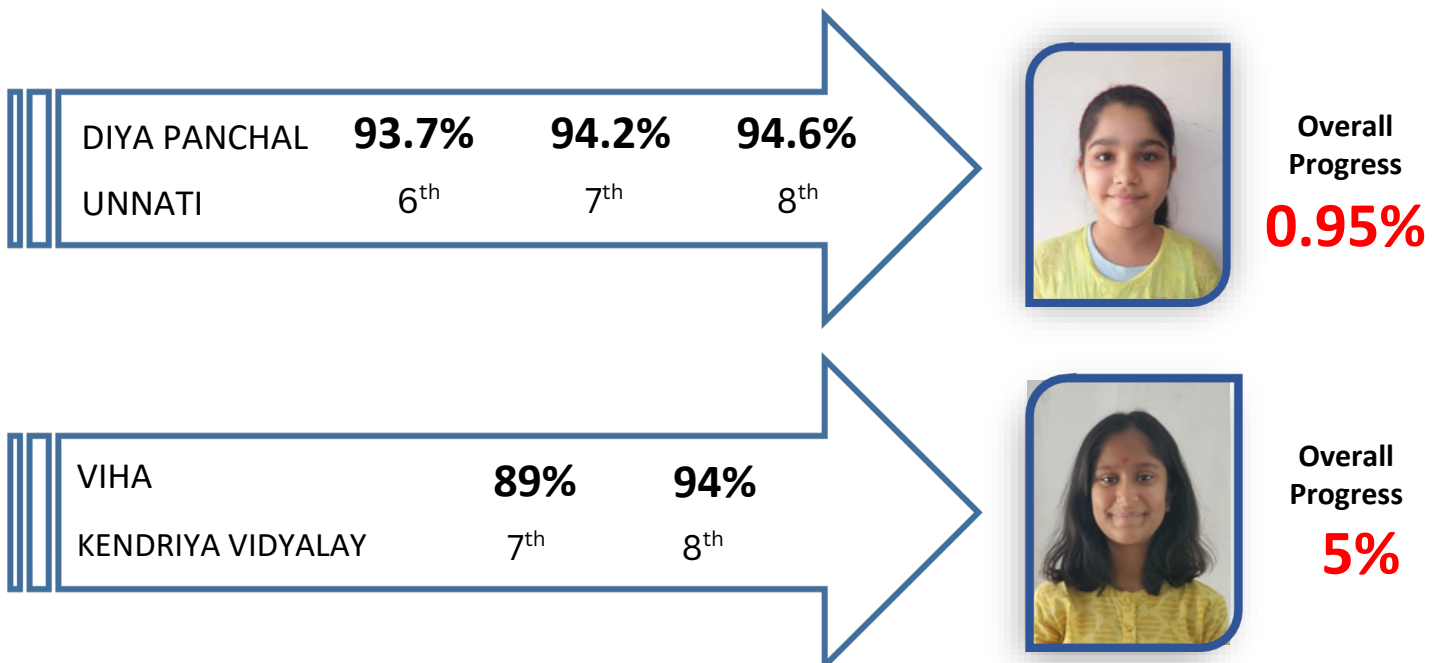 DIYA PANCHAL 93.7% 94.2% 94.6%
UNNATI 6th 7th 8th
Overall
Progress
0.95%
VIHA 89% 94%
KENDRIYA VIDYALAY 7th 8th
Overall
Progress
5%